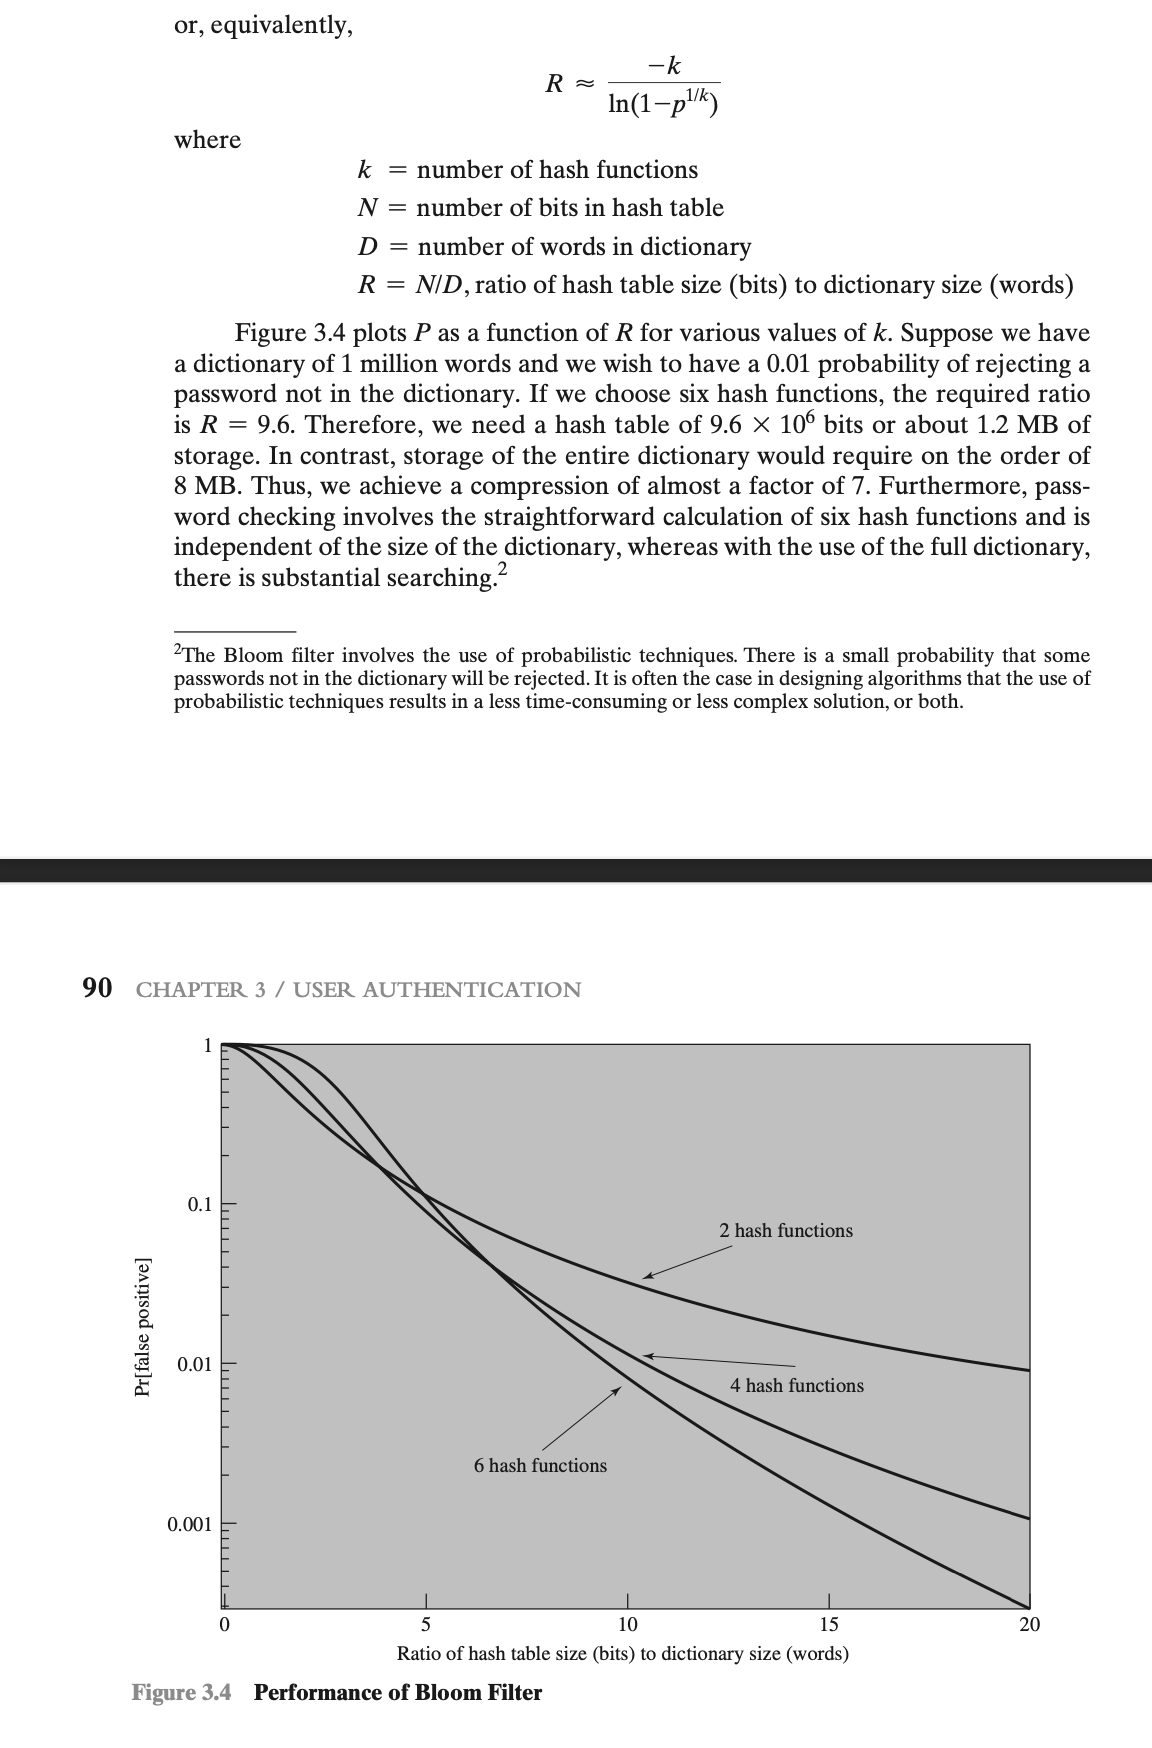 or, equivalently,
R ≈ −k / ln(1−p^1/k)
where
k = number of hash functions
N = number of bits in hash table
D = number of words in dictionary
R = N/D, ratio of hash table size (bits) to dictionary size (words)
Figure 3.4 plots P as a function of R for various values of k. Suppose we have
a dictionary of 1 million words and we wish to have a 0.01 probability of rejecting a
password not in the dictionary. If we choose six hash functions, the required ratio
is R = 9.6. Therefore, we need a hash table of 9.6 × 10^6 bits or about 1.2 MB of
storage. In contrast, storage of the entire dictionary would require on the order of
8 MB. Thus, we achieve a compression of almost a factor of 7. Furthermore, pass-
word checking involves the straightforward calculation of six hash functions and is
independent of the size of the dictionary, whereas with the use of the full dictionary,
there is substantial searching.²
²The Bloom filter involves the use of probabilistic techniques. There is a small probability that some
passwords not in the dictionary will be rejected. It is often the case in designing algorithms that the use of
probabilistic techniques results in a less time-consuming or less complex solution, or both.
90 CHAPTER 3 / USER AUTHENTICATION
1
0.1
2 hash functions
Pr[false positive]
0.01
4 hash functions
6 hash functions
0.001
0 5 10 15 20
Ratio of hash table size (bits) to dictionary size (words)
Figure 3.4 Performance of Bloom Filter